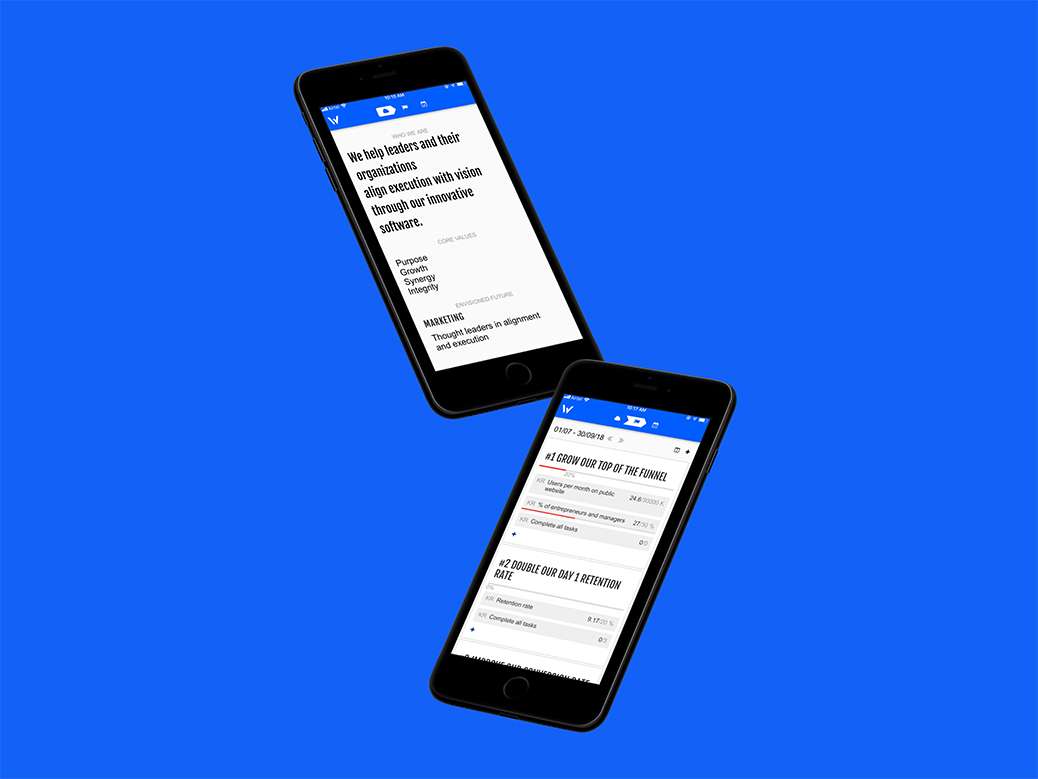 Airtel
10:15 AM
WHO WE ARE
We help leaders and their
organizations
align execution with vision
through our innovative
software.
CORE VALUES
Purpose
Growth
Synergy
Integrity
ENVISIONED FUTURE
MARKETING
Thought leaders in alignment
and execution
Airtel
10:17 AM
01/07 - 30/09/18
#1 GROW OUR TOP OF THE FUNNEL
20%
KR Users per month on public
website
24.6/30000 K
KR % of entrepreneurs and managers
27/30 %
KR Complete all tasks
0/3
#2 DOUBLE OUR DAY 1 RETENTION
RATE
0%
KR Retention rate
9.17/20 %
KR Complete all tasks
0/3
IMPROVE OUR CONVERSION RATE